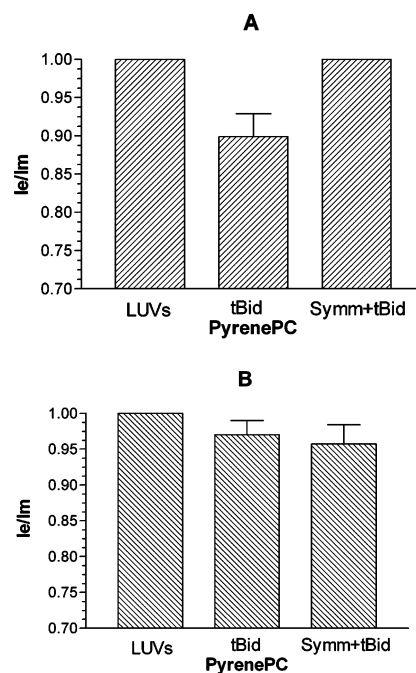 A
1.00
0.95
0.90
0.85
0.80
0.75
0.70
Ie/Im
LUVs tBid Symm+tBid
PyrenePC
B
1.00
0.95
0.90
0.85
0.80
0.75
0.70
Ie/Im
LUVs tBid Symm+tBid
PyrenePC